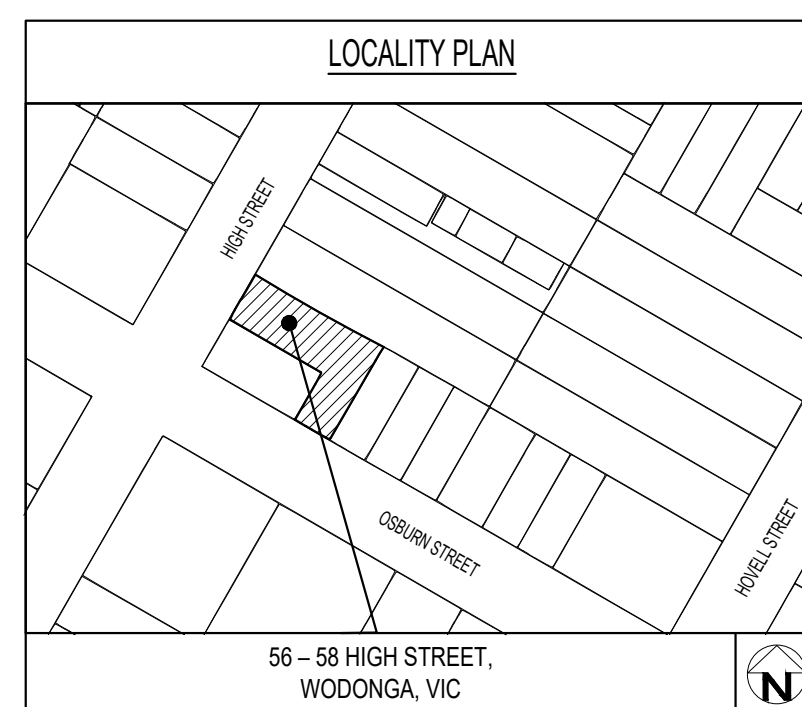 LOCALITY PLAN
HIGH STREET
OSBURN STREET
HOVELL STREET
56 – 58 HIGH STREET,
WODONGA, VIC
N